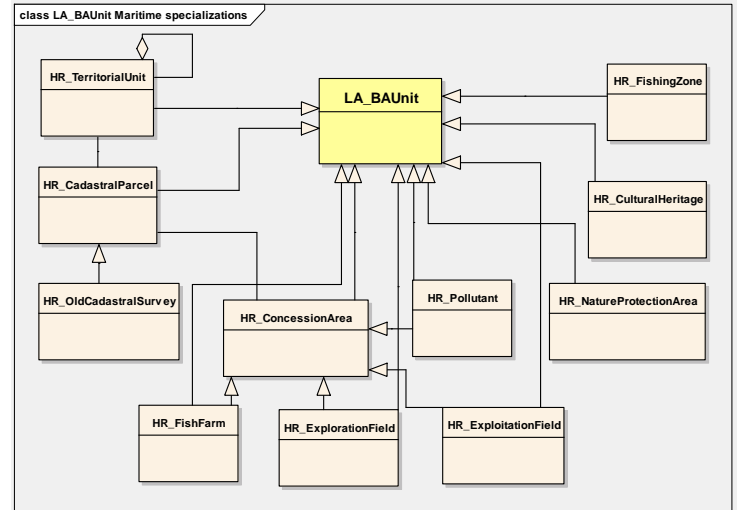 class LA_BAUnit Maritime specializations
HR_TerritorialUnit
LA_BAUnit
HR_FishingZone
HR_CadastralParcel
HR_CulturalHeritage
HR_OldCadastralSurvey
HR_ConcessionArea
HR_Pollutant
HR_NatureProtectionArea
HR_FishFarm
HR_ExplorationField
HR_ExploitationField